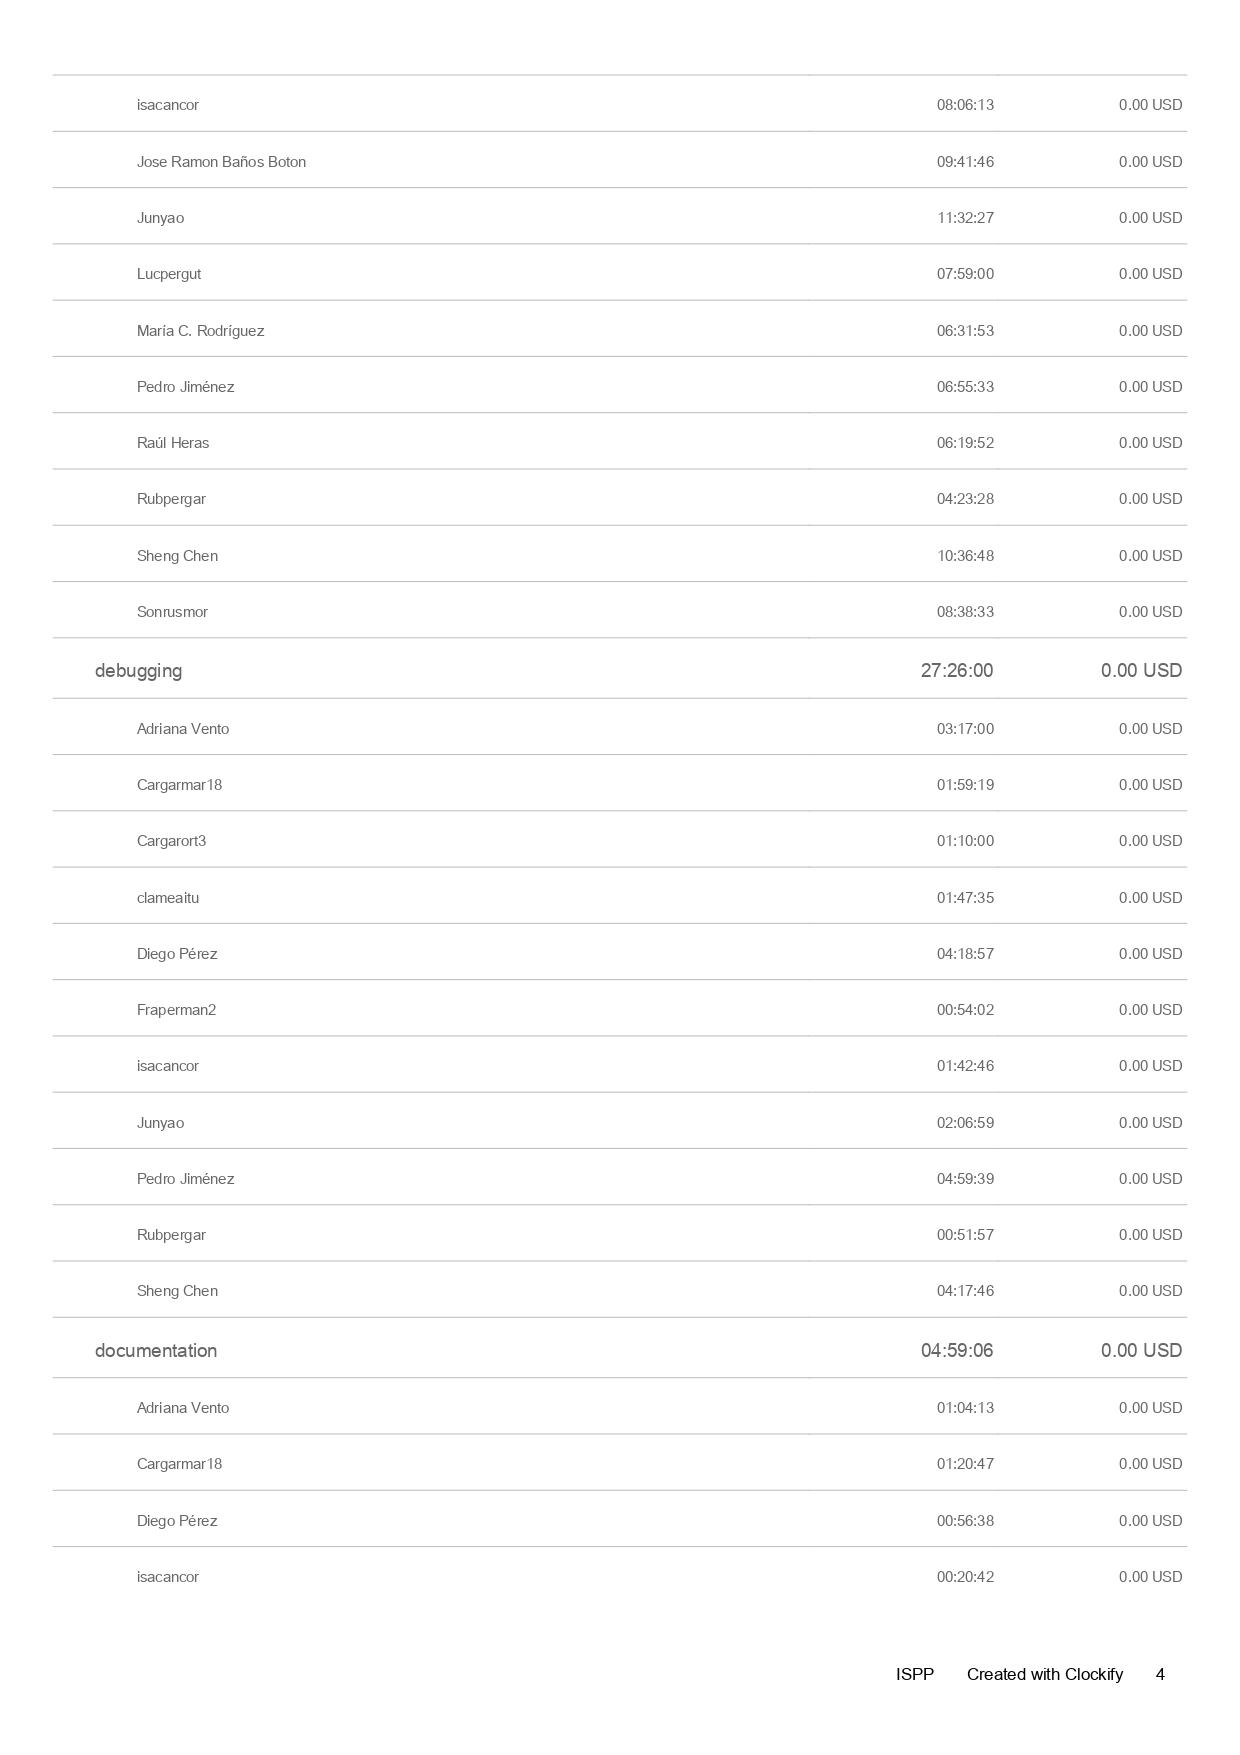 isacancor 08:06:13 0.00 USD
Jose Ramon Baños Boton 09:41:46 0.00 USD
Junyao 11:32:27 0.00 USD
Lucpergut 07:59:00 0.00 USD
María C. Rodríguez 06:31:53 0.00 USD
Pedro Jiménez 06:55:33 0.00 USD
Raúl Heras 06:19:52 0.00 USD
Rubpergar 04:23:28 0.00 USD
Sheng Chen 10:36:48 0.00 USD
Sonrusmor 08:38:33 0.00 USD
debugging 27:26:00 0.00 USD
Adriana Vento 03:17:00 0.00 USD
Cargarmar18 01:59:19 0.00 USD
Cargarort3 01:10:00 0.00 USD
clameaitu 01:47:35 0.00 USD
Diego Pérez 04:18:57 0.00 USD
Fraperman2 00:54:02 0.00 USD
isacancor 01:42:46 0.00 USD
Junyao 02:06:59 0.00 USD
Pedro Jiménez 04:59:39 0.00 USD
Rubpergar 00:51:57 0.00 USD
Sheng Chen 04:17:46 0.00 USD
documentation 04:59:06 0.00 USD
Adriana Vento 01:04:13 0.00 USD
Cargarmar18 01:20:47 0.00 USD
Diego Pérez 00:56:38 0.00 USD
isacancor 00:20:42 0.00 USD
ISPP Created with Clockify 4